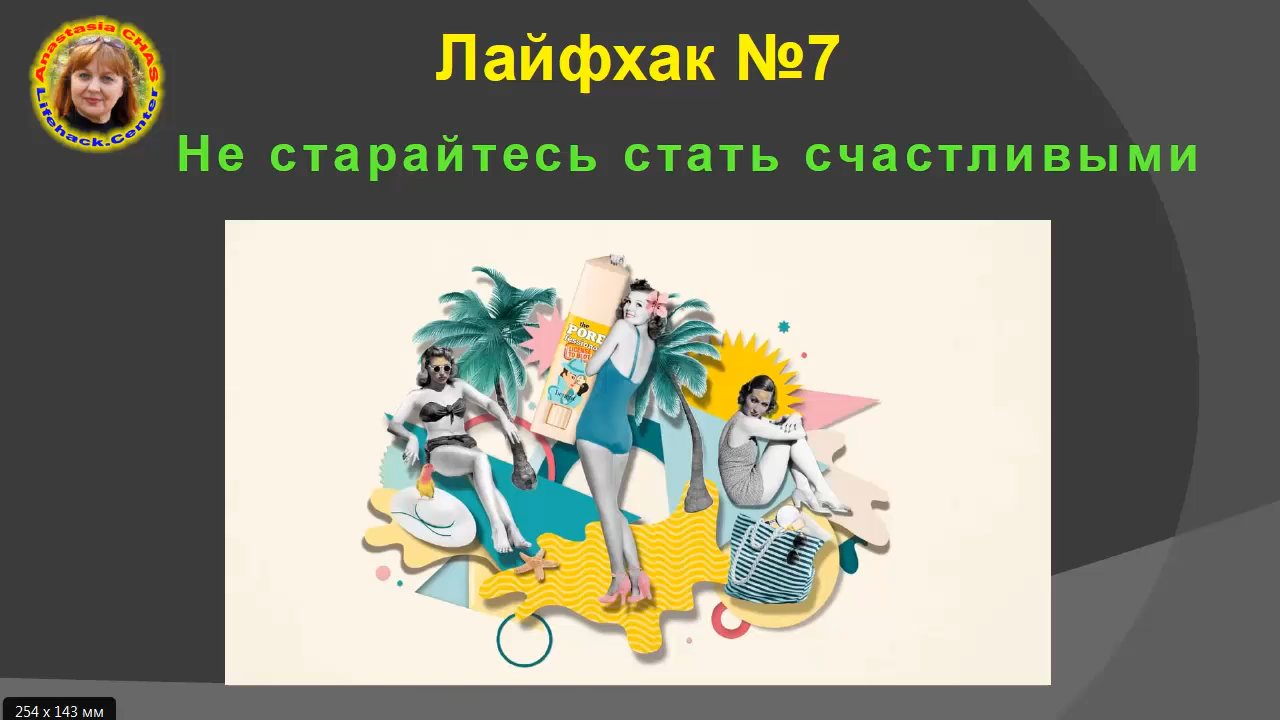 Anastasia CHAS
Lifehack.Center
Лайфхак №7
Не старайтесь стать счастливыми
the
PORE
254 x 143 мм